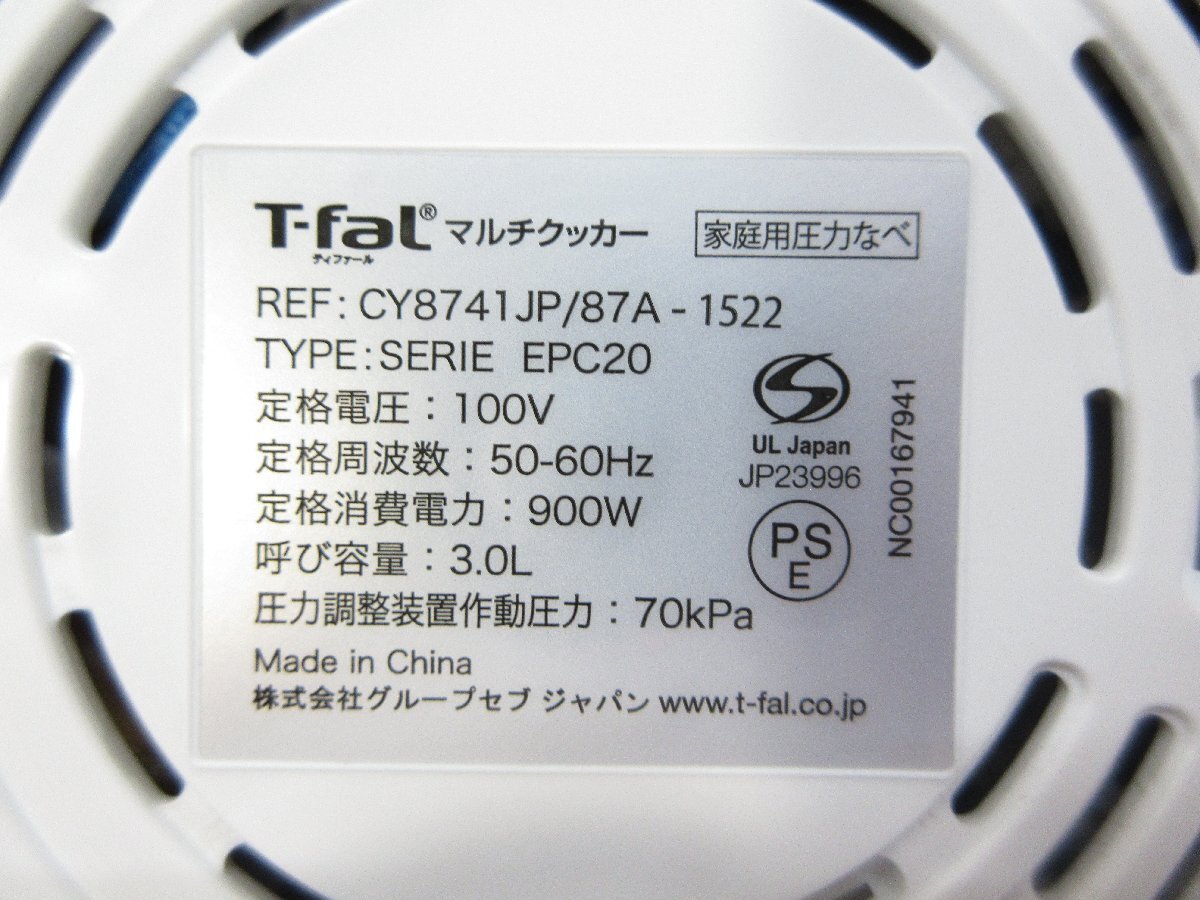 T-fal® マルチクッカー 家庭用圧力なべ
ティファール
REF: CY8741JP/87A - 1522
TYPE:SERIE EPC20
定格電圧：100V
定格周波数：50-60Hz
定格消費電力：900W
呼び容量：3.0L
圧力調整装置作動圧力：70kPa
Made in China
株式会社グループセブ ジャパン www.t-fal.co.jp
S
UL Japan
JP23996
PS
E
NC00167941